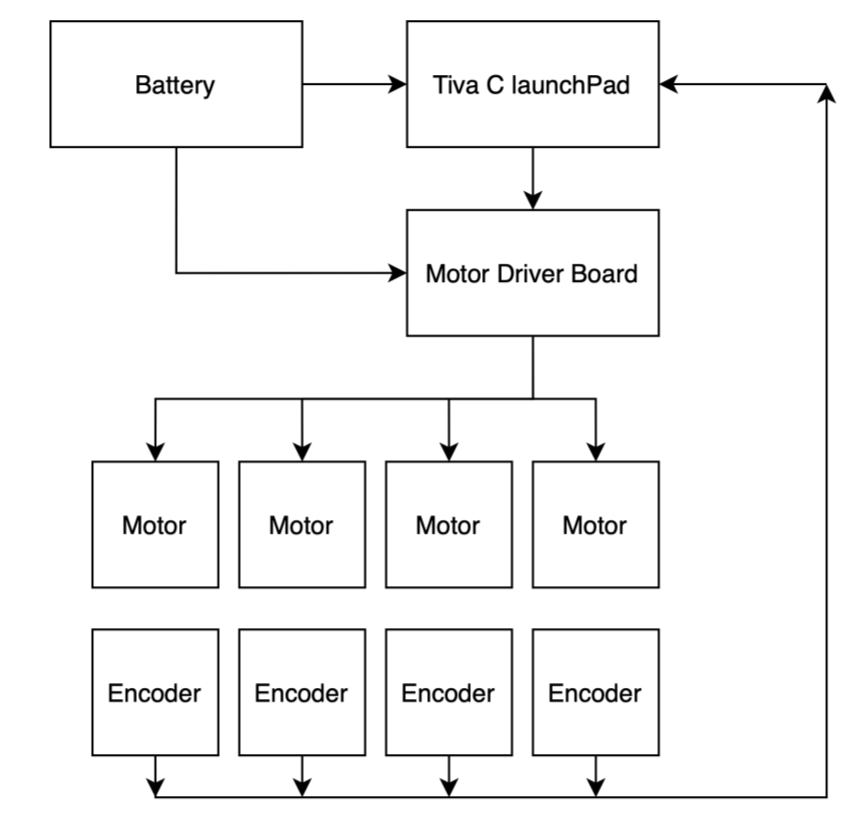 Battery
Tiva C launchPad
Motor Driver Board
Motor
Motor
Motor
Motor
Encoder
Encoder
Encoder
Encoder